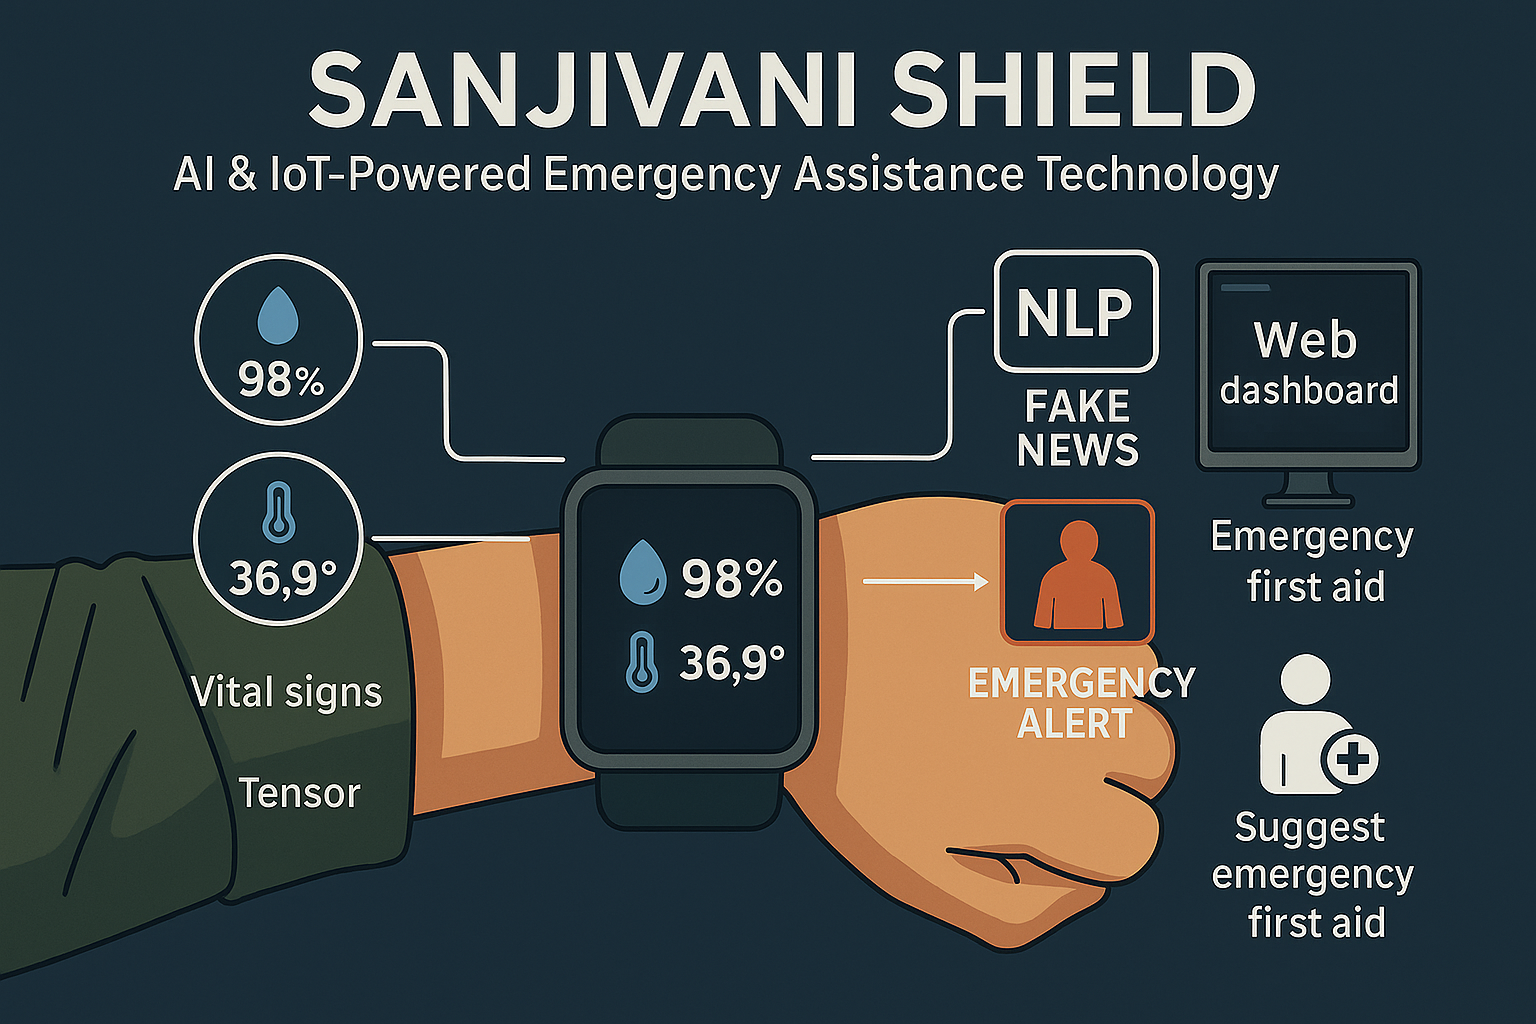 SANJIVANI SHIELD
AI & IoT-Powered Emergency Assistance Technology
98%
36,9°
Vital signs
Tensor
98%
36,9°
NLP
FAKE
NEWS
EMERGENCY
ALERT
Web
dashboard
Emergency
first aid
Suggest
emergency
first aid